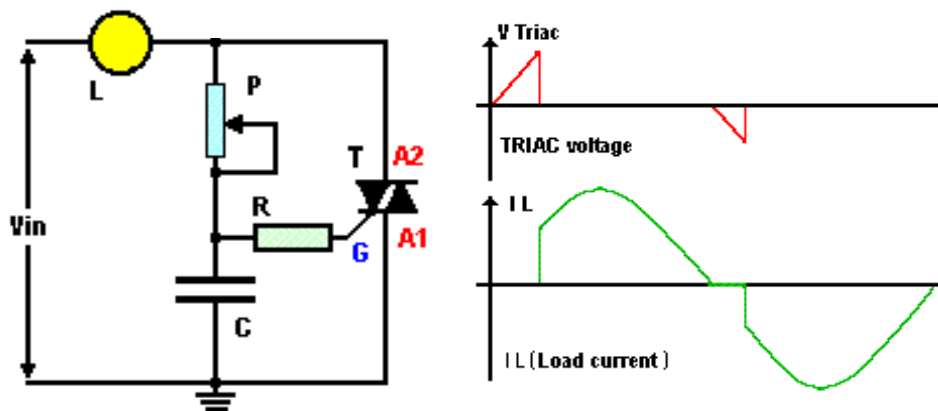 L
P
Vin
T
A2
R
G
A1
C
V Triac
TRIAC voltage
I L
I L (Load current)